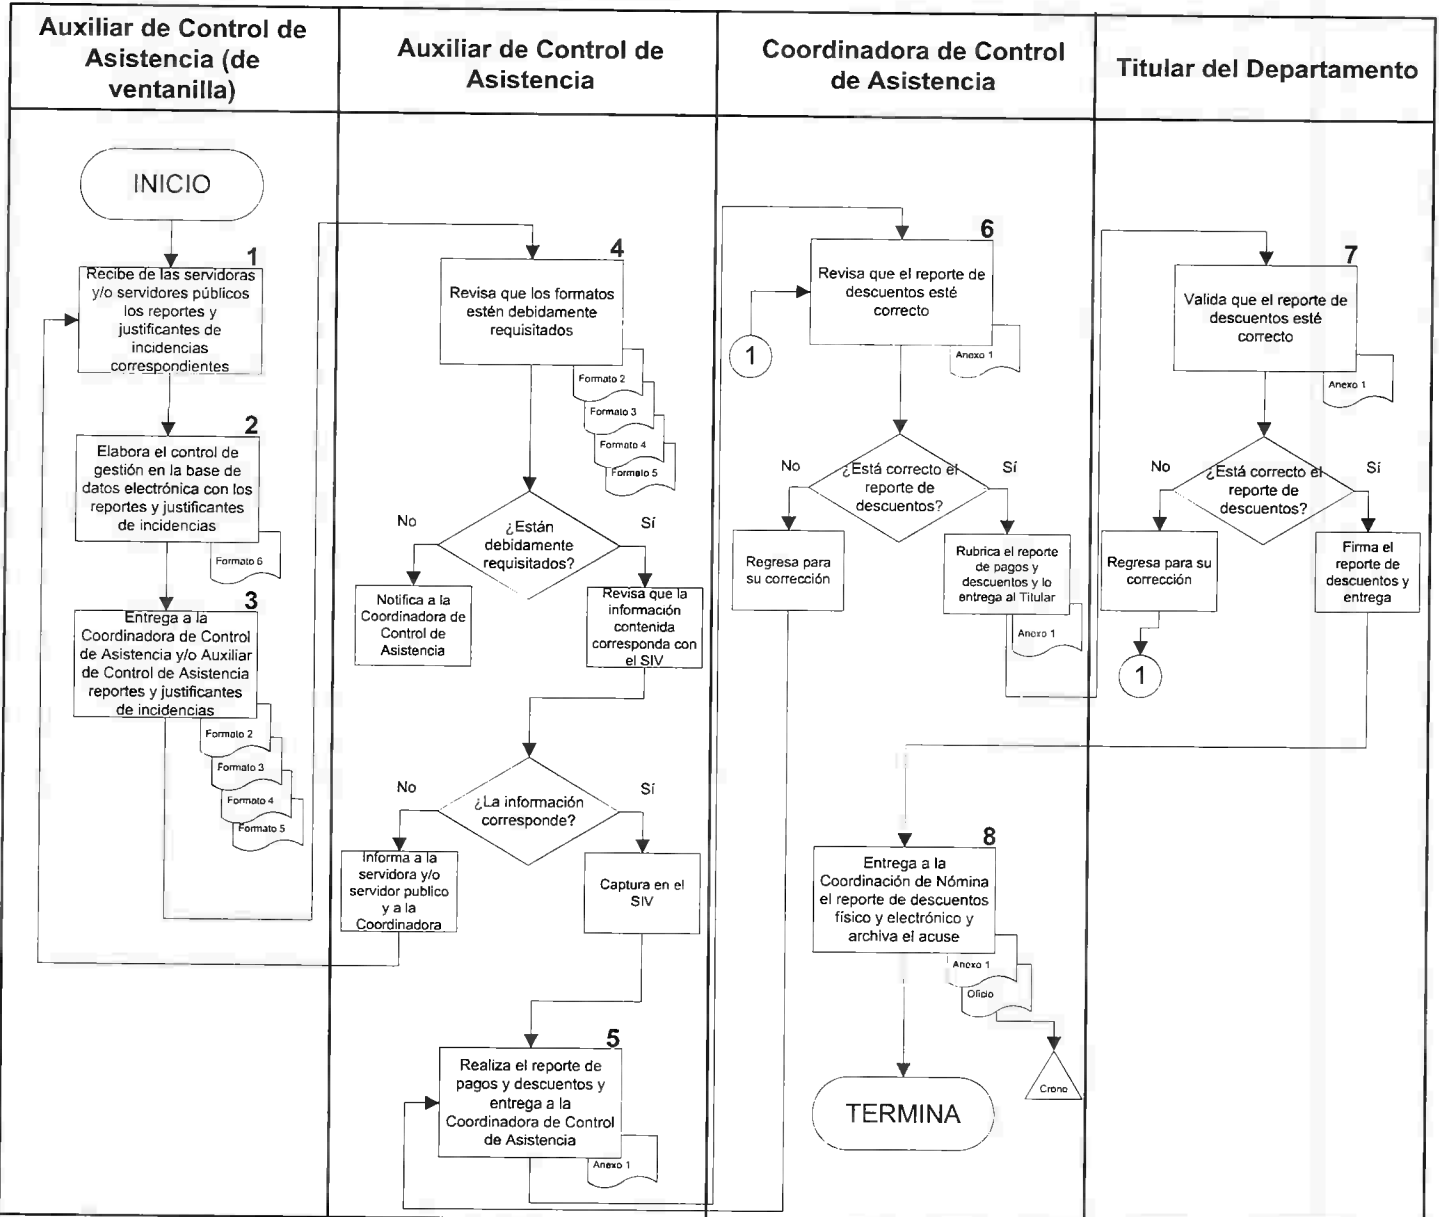 Auxiliar de Control de
Asistencia (de
ventanilla)
Auxiliar de Control de
Asistencia
Coordinadora de Control
de Asistencia
Titular del Departamento
INICIO
1
Recibe de las servidoras
y/o servidores públicos
los reportes y
justificantes de
incidencias
correspondientes
2
Elabora el control de
gestión en la base de
datos electrónica con los
reportes y justificantes
de incidencias
Formato 6
3
Entrega a la
Coordinadora de Control
de Asistencia y/o Auxiliar
de Control de Asistencia
reportes y justificantes
de incidencias
Formato 2
Formato 3
Formato 4
Formato 5
4
Revisa que los formatos
estén debidamente
requisitados
Formato 2
Formato 3
Formato 4
Formato 5
No
¿Están
debidamente
requisitados?
Sí
Notifica a la
Coordinadora de
Control de
Asistencia
Revisa que la
información
contenida
corresponda con
el SIV
No
¿La información
corresponde?
Sí
Informa a la
servidora y/o
servidor publico
y a la
Coordinadora
Captura en el
SIV
5
Realiza el reporte de
pagos y descuentos y
entrega a la
Coordinadora de Control
de Asistencia
Anexo 1
6
Revisa que el reporte de
descuentos esté
correcto
Anexo 1
1
No
¿Está correcto el
reporte de
descuentos?
Sí
Regresa para
su corrección
Rubrica el reporte
de pagos y
descuentos y lo
entrega al Titular
Anexo 1
7
Valida que el reporte de
descuentos esté
correcto
Anexo 1
No
¿Está correcto el
reporte de
descuentos?
Sí
Regresa para su
corrección
Firma el
reporte de
descuentos y
entrega
1
8
Entrega a la
Coordinación de Nómina
el reporte de descuentos
físico y electrónico y
archiva el acuse
Anexo 1
Oficio
Crono
TERMINA